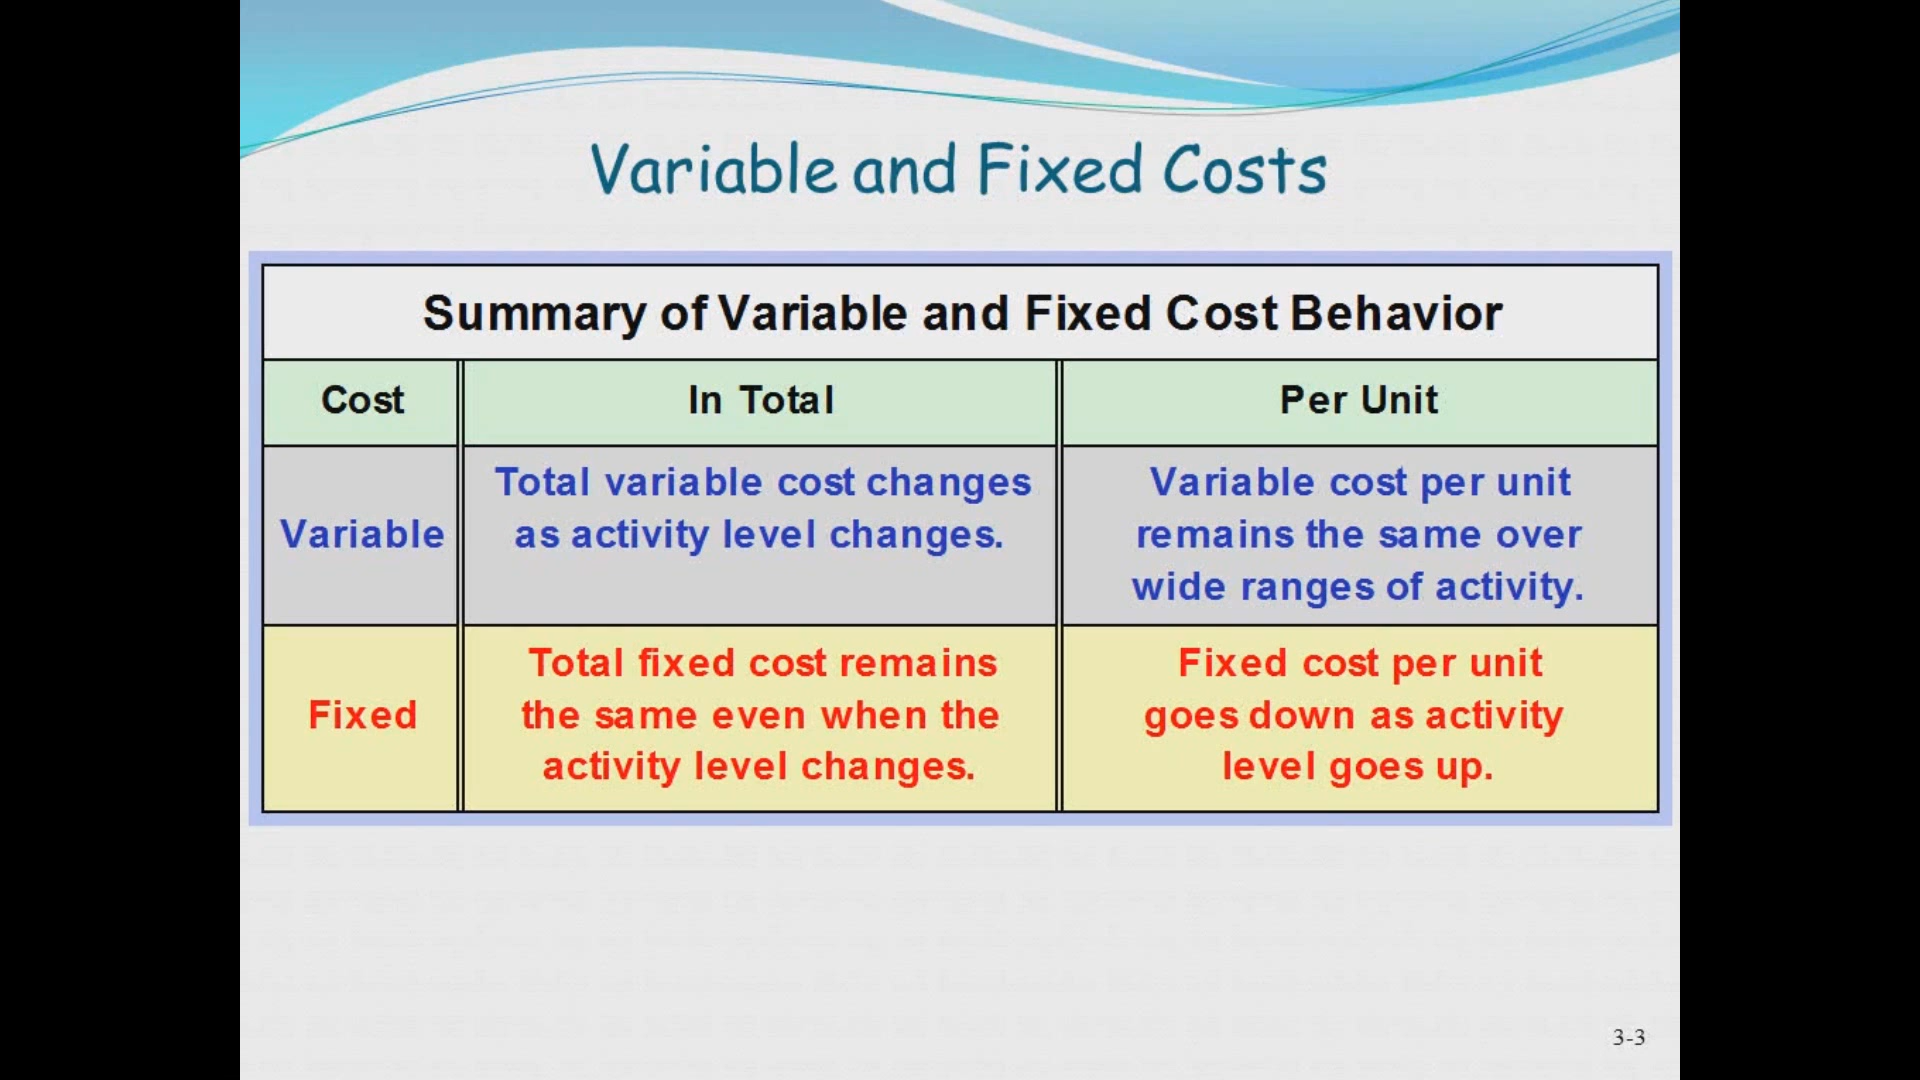 Variable and Fixed Costs
Summary of Variable and Fixed Cost Behavior
Cost
In Total
Per Unit
Variable
Total variable cost changes
as activity level changes.
Variable cost per unit
remains the same over
wide ranges of activity.
Fixed
Total fixed cost remains
the same even when the
activity level changes.
Fixed cost per unit
goes down as activity
level goes up.
3-3